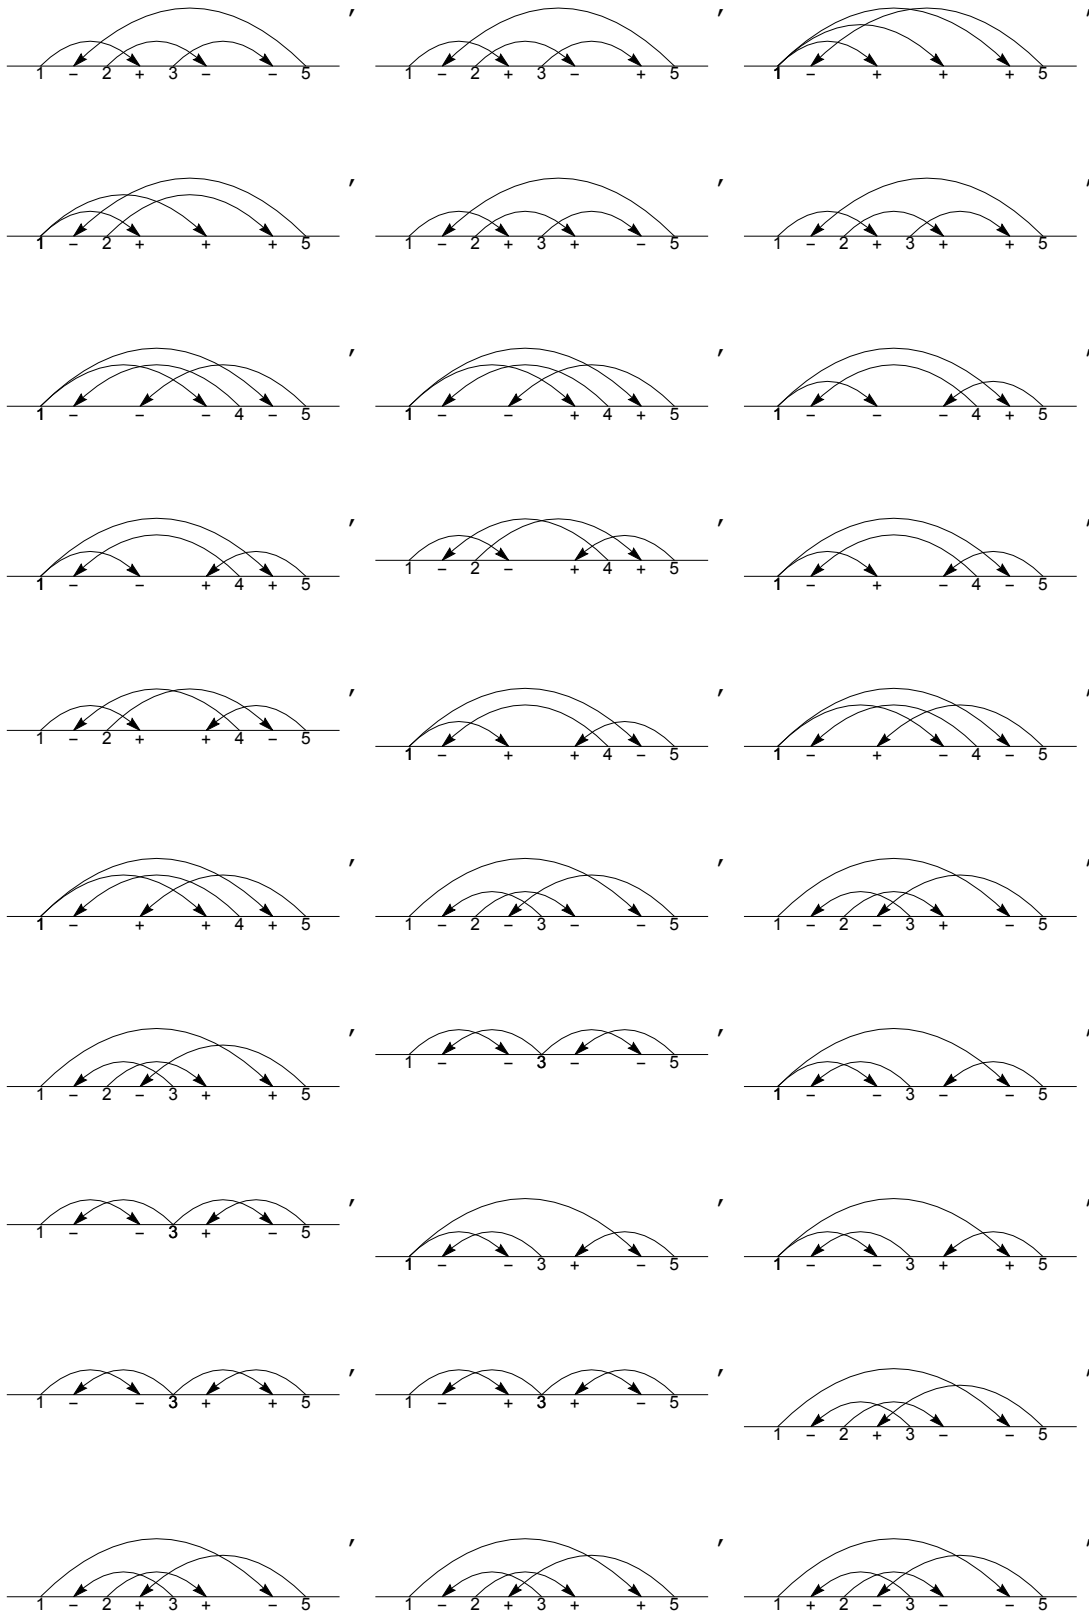 1 − 2 + 3 − − 5 , 1 − 2 + 3 − + 5 , 1 − + + + 5 ,
1 − 2 + + + 5 , 1 − 2 + 3 + − 5 , 1 − 2 + 3 + + 5 ,
1 − − − 4 − 5 , 1 − − + 4 + 5 , 1 − − − 4 + 5 ,
1 − − + 4 + 5 , 1 − 2 − + 4 + 5 , 1 − + − 4 − 5 ,
1 − 2 + + 4 − 5 , 1 − + + 4 − 5 , 1 − + − 4 − 5 ,
1 − + + 4 + 5 , 1 − 2 − 3 − − 5 , 1 − 2 − 3 + − 5 ,
1 − 2 − 3 + + 5 , 1 − − 3 − − 5 , 1 − − 3 − − 5 ,
1 − − 3 + − 5 , 1 − − 3 + − 5 , 1 − − 3 + + 5 ,
1 − − 3 + + 5 , 1 − + 3 + − 5 , 1 − 2 + 3 − − 5 ,
1 − 2 + 3 + − 5 , 1 − 2 + 3 + + 5 , 1 + 2 − 3 − − 5 ,